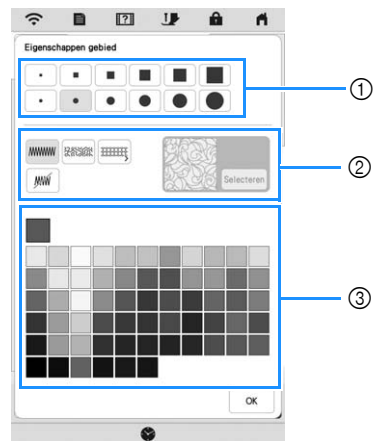 Eigenschappen gebied
①
②
Selecteren
③
OK